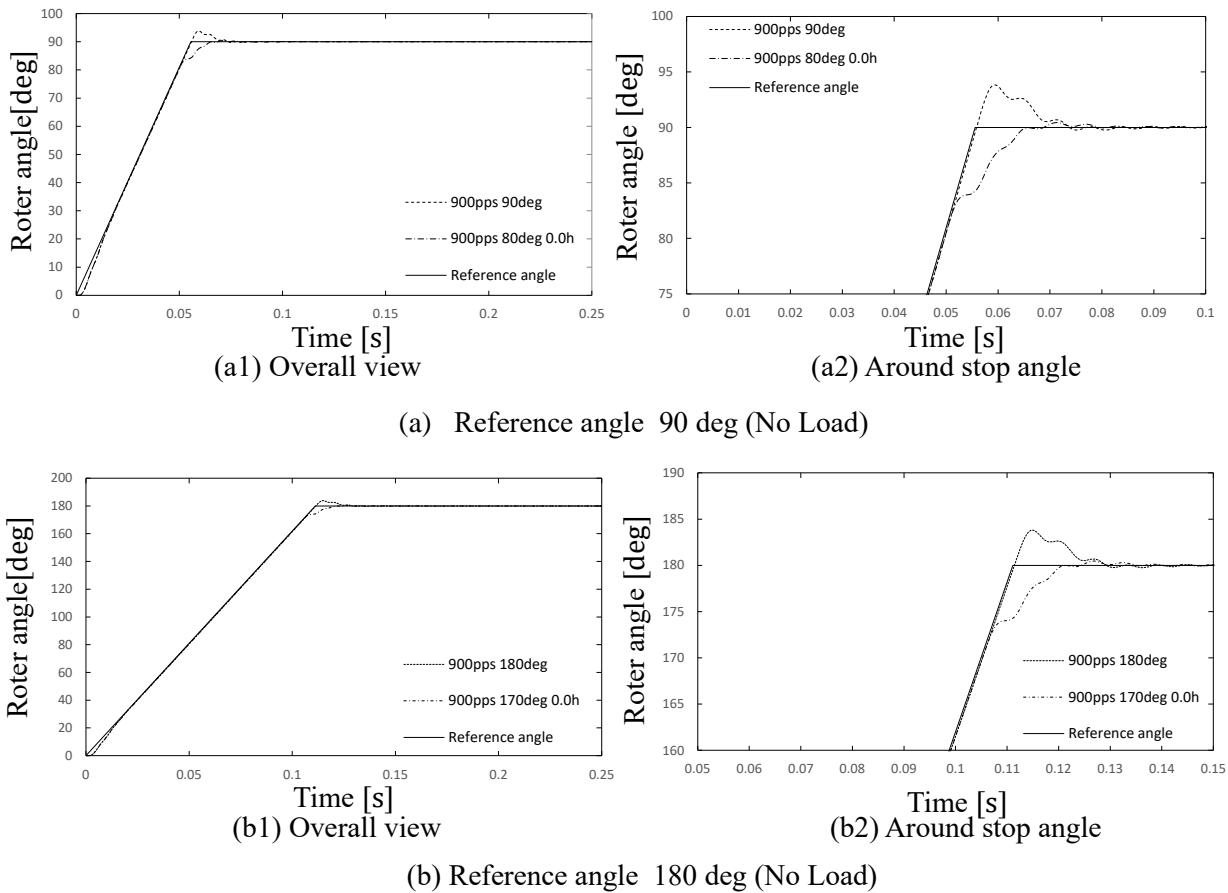 100
90
80
70
60
50
40
30
20
10
0
Roter angle[deg]
900pps 90deg
900pps 80deg 0.0h
Reference angle
0 0.05 0.1 0.15 0.2 0.25
Time [s]
(a1) Overall view
100
95
90
85
80
75
Roter angle [deg]
900pps 90deg
900pps 80deg 0.0h
Reference angle
0 0.01 0.02 0.03 0.04 0.05 0.06 0.07 0.08 0.09 0.1
Time [s]
(a2) Around stop angle
(a) Reference angle 90 deg (No Load)
200
180
160
140
120
100
80
60
40
20
0
Roter angle[deg]
900pps 180deg
900pps 170deg 0.0h
Reference angle
0 0.05 0.1 0.15 0.2 0.25
Time [s]
(b1) Overall view
190
185
180
175
170
165
160
Roter angle [deg]
900pps 180deg
900pps 170deg 0.0h
Reference angle
0.05 0.06 0.07 0.08 0.09 0.1 0.11 0.12 0.13 0.14 0.15
Time [s]
(b2) Around stop angle
(b) Reference angle 180 deg (No Load)